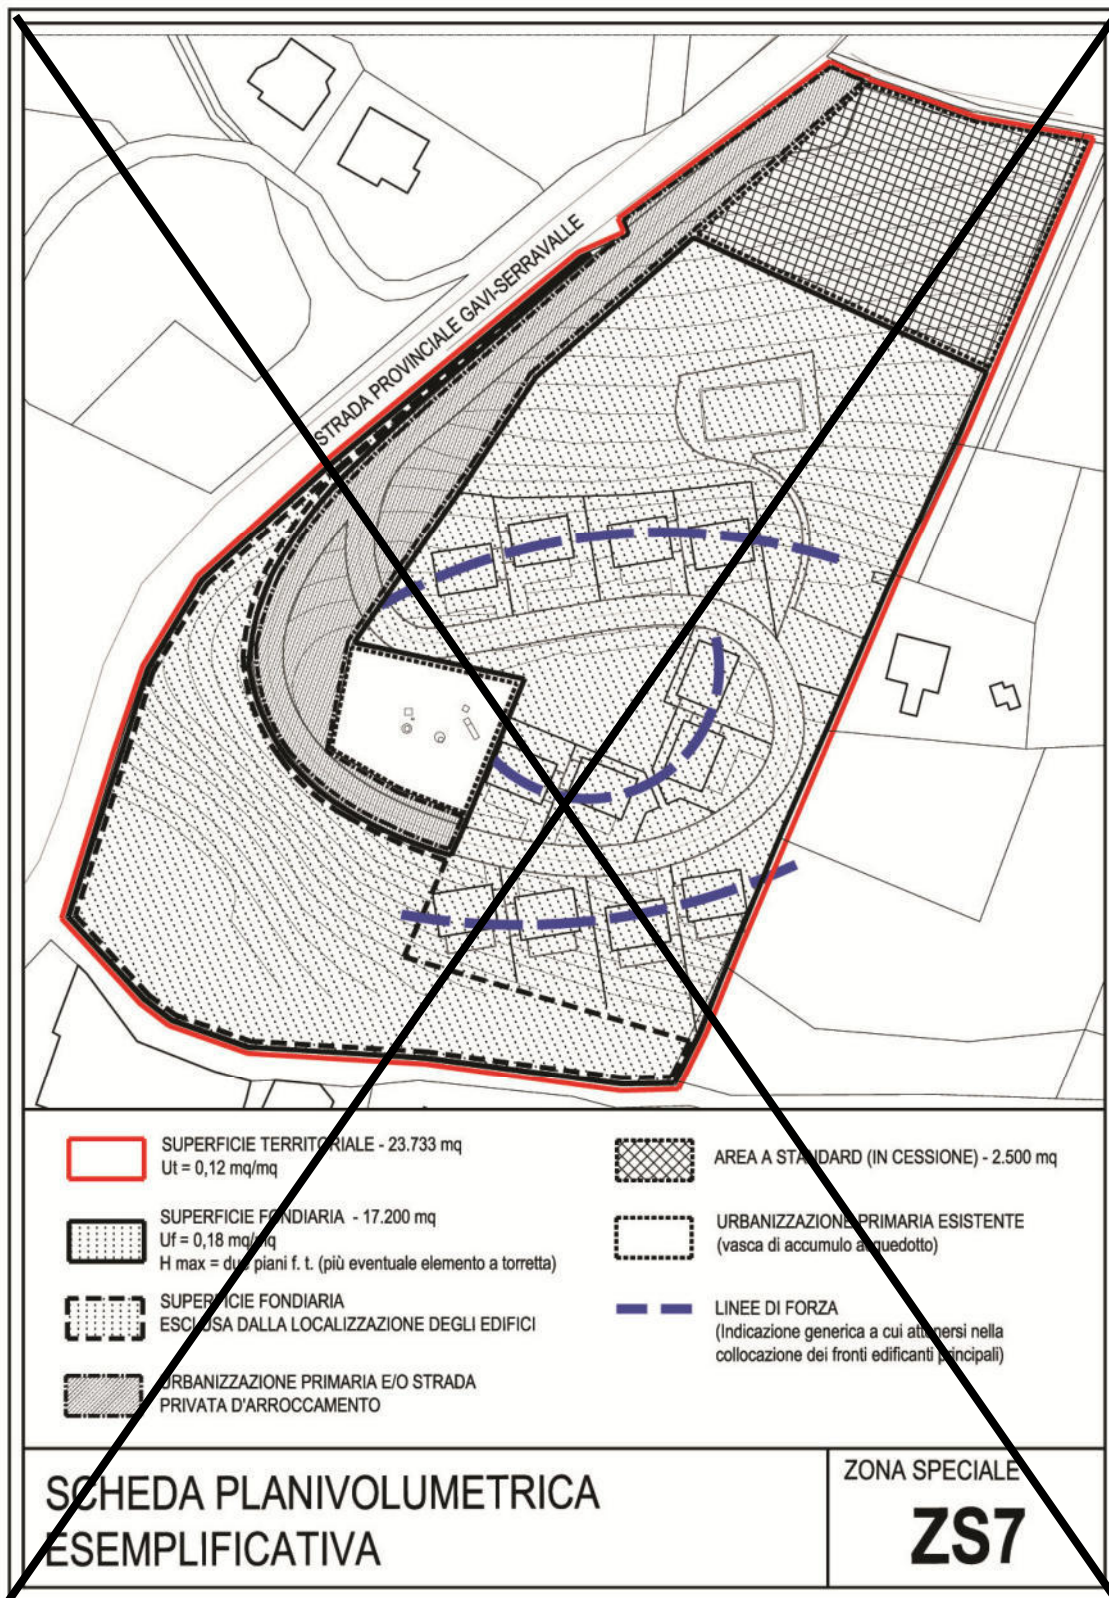 STRADA PROVINCIALE GAVI-SERRAVALLE
SUPERFICIE TERRITORIALE - 23.733 mq
Ut = 0,12 mq/mq
SUPERFICIE FONDIARIA - 17.200 mq
Uf = 0,18 mq/mq
H max = due piani f. t. (più eventuale elemento a torretta)
SUPERFICIE FONDIARIA
ESCLUSA DALLA LOCALIZZAZIONE DEGLI EDIFICI
URBANIZZAZIONE PRIMARIA E/O STRADA
PRIVATA D'ARROCCAMENTO
AREA A STANDARD (IN CESSIONE) - 2.500 mq
URBANIZZAZIONE PRIMARIA ESISTENTE
(vasca di accumulo acquedotto)
LINEE DI FORZA
(Indicazione generica a cui attenersi nella
collocazione dei fronti edificanti principali)
SCHEDA PLANIVOLUMETRICA
ESEMPLIFICATIVA
ZONA SPECIALE
ZS7